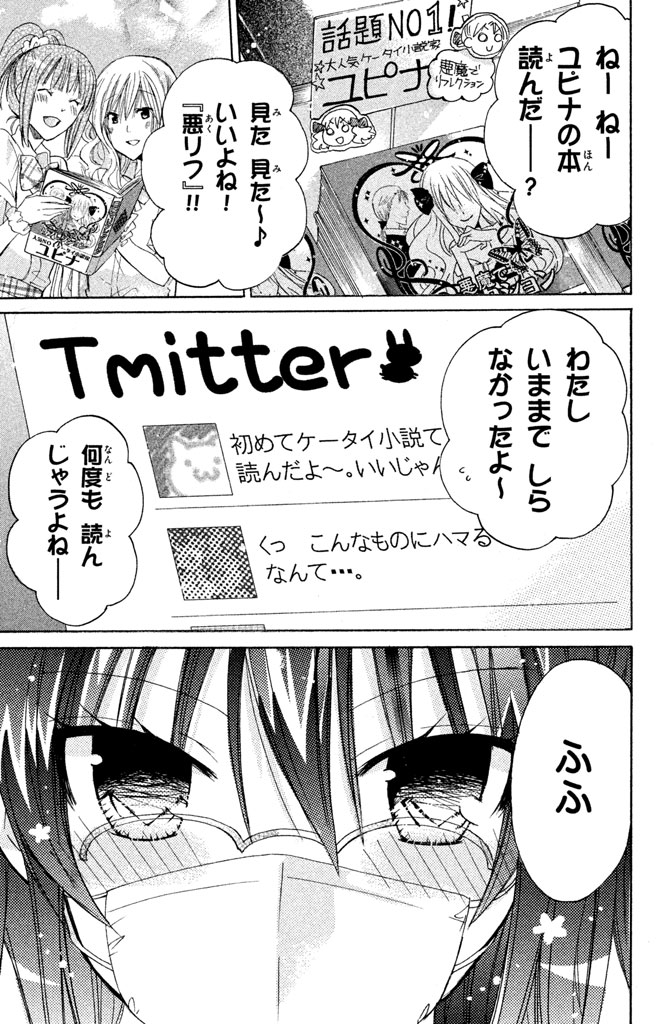 ねー ねー
ユピナの本
読んだ――?
話題NO1!
☆大人気ケータイ小説家
☆ユピナ
悪魔で
リフレクション
見た 見た〜♪
いいよね!
『悪リフ』!!
ユピナ
わたし
いままで しら
なかったよ〜
Tmitter
初めてケータイ小説て
読んだよ〜。いいじゃん
くっ こんなものにハマる
なんて・・・。
何度も 読ん
じゃうよね――
ふふ